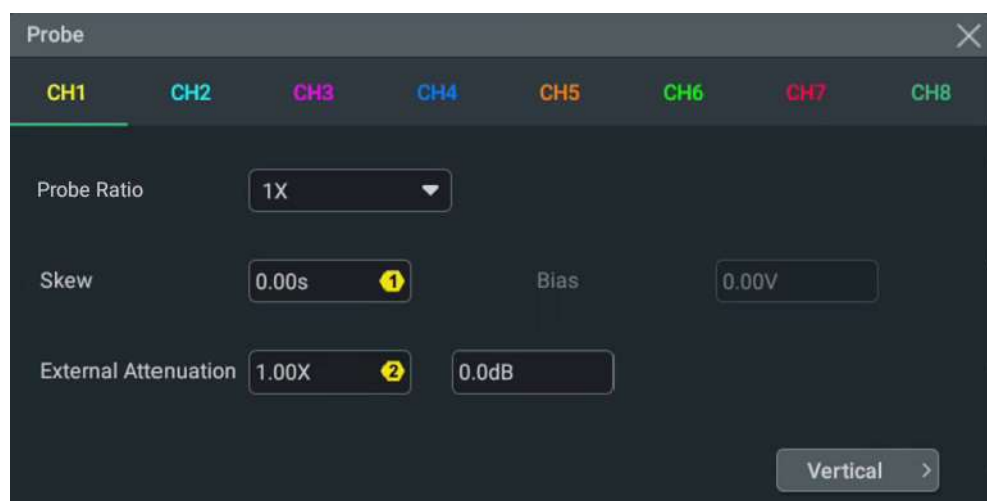 Probe
CH1 CH2 CH3 CH4 CH5 CH6 CH7 CH8
Probe Ratio 1X
Skew 0.00s 1 Bias 0.00V
External Attenuation 1.00X 2 0.0dB
Vertical >